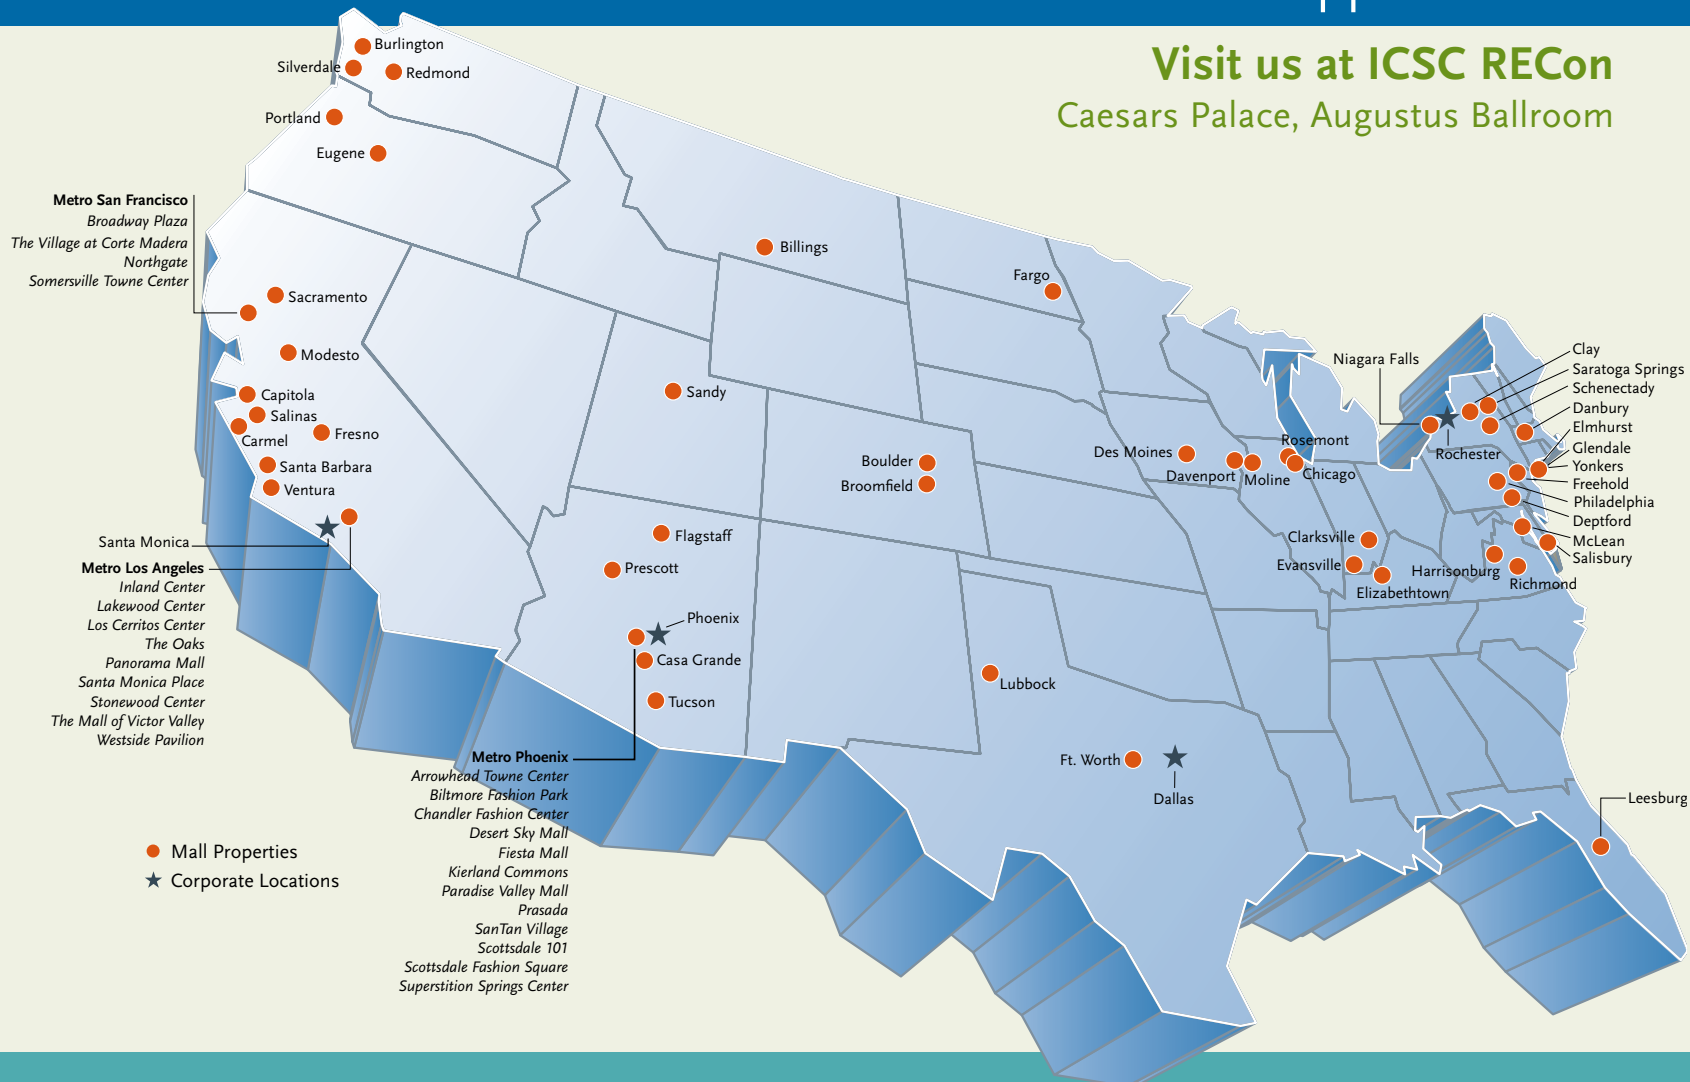 Visit us at ICSC RECon
Caesars Palace, Augustus Ballroom
Burlington
Silverdale
Redmond
Portland
Eugene
Metro San Francisco
Broadway Plaza
The Village at Corte Madera
Northgate
Somersville Towne Center
Sacramento
Modesto
Capitola
Salinas
Carmel
Fresno
Santa Barbara
Ventura
Santa Monica
Metro Los Angeles
Inland Center
Lakewood Center
Los Cerritos Center
The Oaks
Panorama Mall
Santa Monica Place
Stonewood Center
The Mall of Victor Valley
Westside Pavilion
Billings
Fargo
Sandy
Boulder
Broomfield
Flagstaff
Prescott
Phoenix
Casa Grande
Tucson
Metro Phoenix
Arrowhead Towne Center
Biltmore Fashion Park
Chandler Fashion Center
Desert Sky Mall
Fiesta Mall
Kierland Commons
Paradise Valley Mall
Prasada
SanTan Village
Scottsdale 101
Scottsdale Fashion Square
Superstition Springs Center
Lubbock
Ft. Worth
Dallas
Des Moines
Davenport
Moline
Rosemont
Chicago
Clarksville
Evansville
Elizabethtown
Niagara Falls
Rochester
Clay
Saratoga Springs
Schenectady
Danbury
Elmhurst
Glendale
Yonkers
Freehold
Philadelphia
Deptford
McLean
Salisbury
Harrisonburg
Richmond
Leesburg
Mall Properties
Corporate Locations